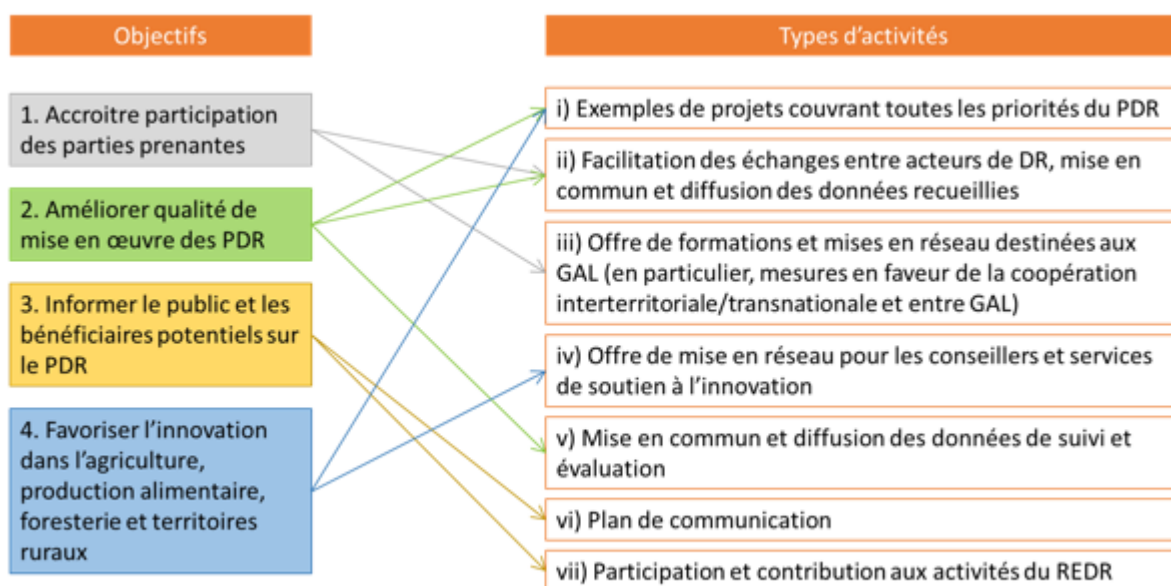 Objectifs
1. Accroitre participation
des parties prenantes
2. Améliorer qualité de
mise en œuvre des PDR
3. Informer le public et les
bénéficiaires potentiels sur
le PDR
4. Favoriser l’innovation
dans l’agriculture,
production alimentaire,
foresterie et territoires
ruraux
Types d’activités
i) Exemples de projets couvrant toutes les priorités du PDR
ii) Facilitation des échanges entre acteurs de DR, mise en
commun et diffusion des données recueillies
iii) Offre de formations et mises en réseau destinées aux
GAL (en particulier, mesures en faveur de la coopération
interterritoriale/transnationale et entre GAL)
iv) Offre de mise en réseau pour les conseillers et services
de soutien à l’innovation
v) Mise en commun et diffusion des données de suivi et
évaluation
vi) Plan de communication
vii) Participation et contribution aux activités du REDR